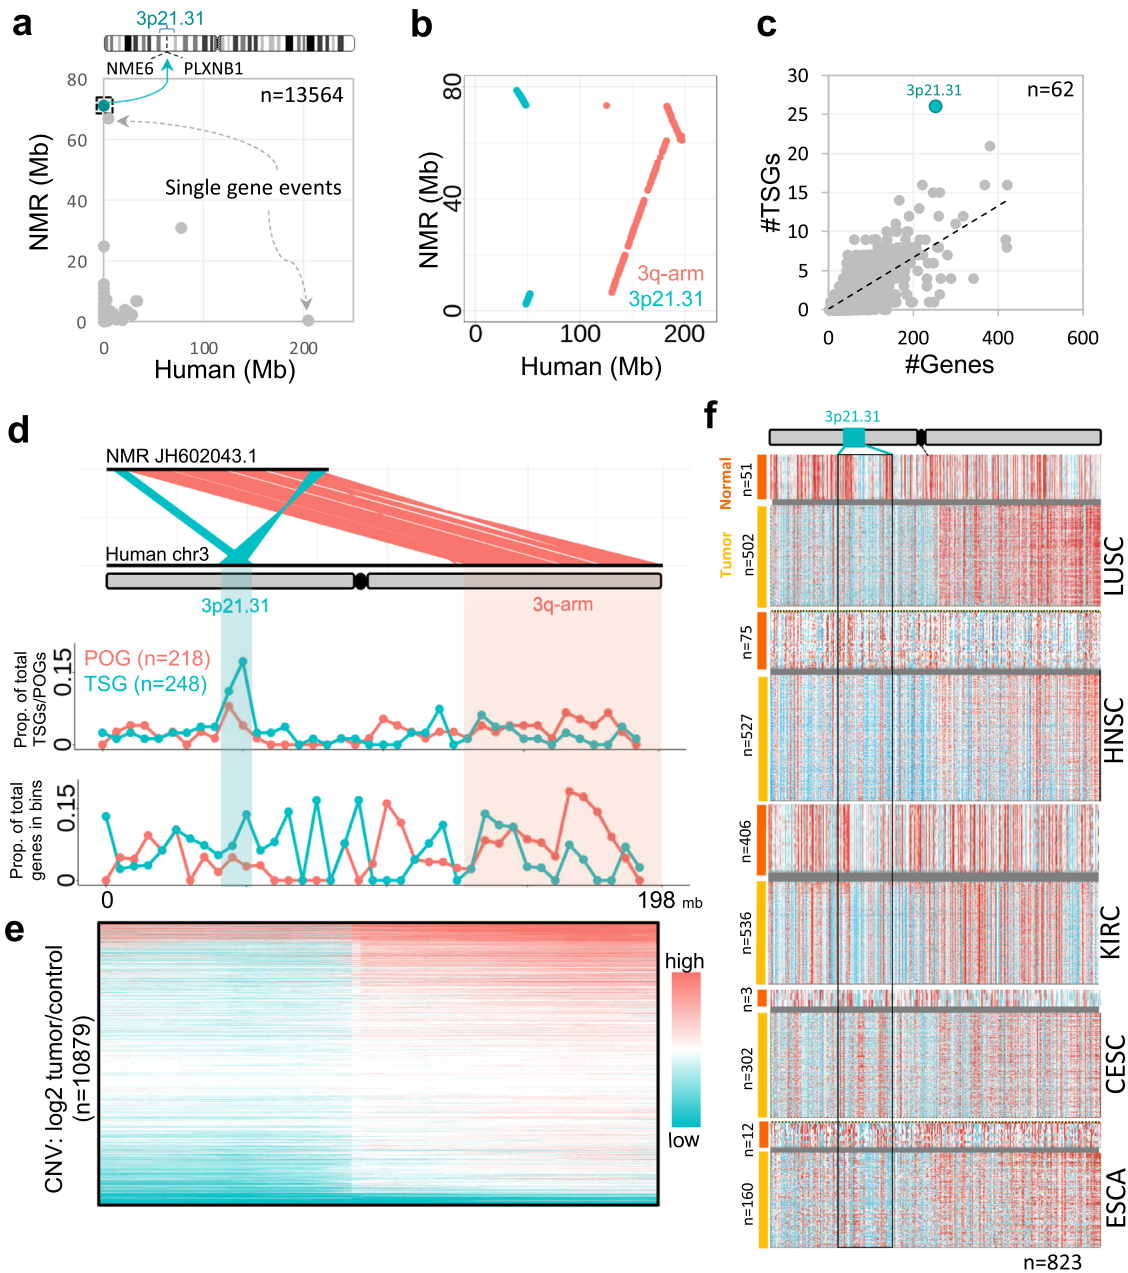 a
3p21.31
NME6
PLXNB1
80
60
40
20
0
n=13564
Single gene events
NMR (Mb)
0
100
200
Human (Mb)
b
80
40
0
NMR (Mb)
3q-arm
3p21.31
0
100
200
Human (Mb)
c
30
25
20
15
10
5
0
#TSGs
3p21.31
n=62
0
200
400
600
#Genes
d
NMR JH602043.1
Human chr3
3p21.31
3q-arm
Prop. of total
TSGs/POGs
0.15
0
POG (n=218)
TSG (n=248)
Prop. of total
genes in bins
0.15
0
0
198 mb
e
CNV: log2 tumor/control
(n=10879)
high
low
f
3p21.31
Normal
n=51
Tumor
n=502
LUSC
n=75
n=527
HNSC
n=406
n=536
KIRC
n=3
n=302
CESC
n=12
n=160
ESCA
n=823